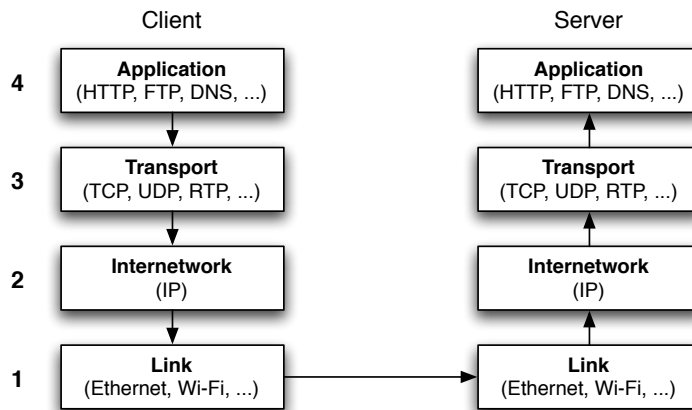 Client
Server
4
Application
(HTTP, FTP, DNS, ...)
Application
(HTTP, FTP, DNS, ...)
3
Transport
(TCP, UDP, RTP, ...)
Transport
(TCP, UDP, RTP, ...)
2
Internetwork
(IP)
Internetwork
(IP)
1
Link
(Ethernet, Wi-Fi, ...)
Link
(Ethernet, Wi-Fi, ...)